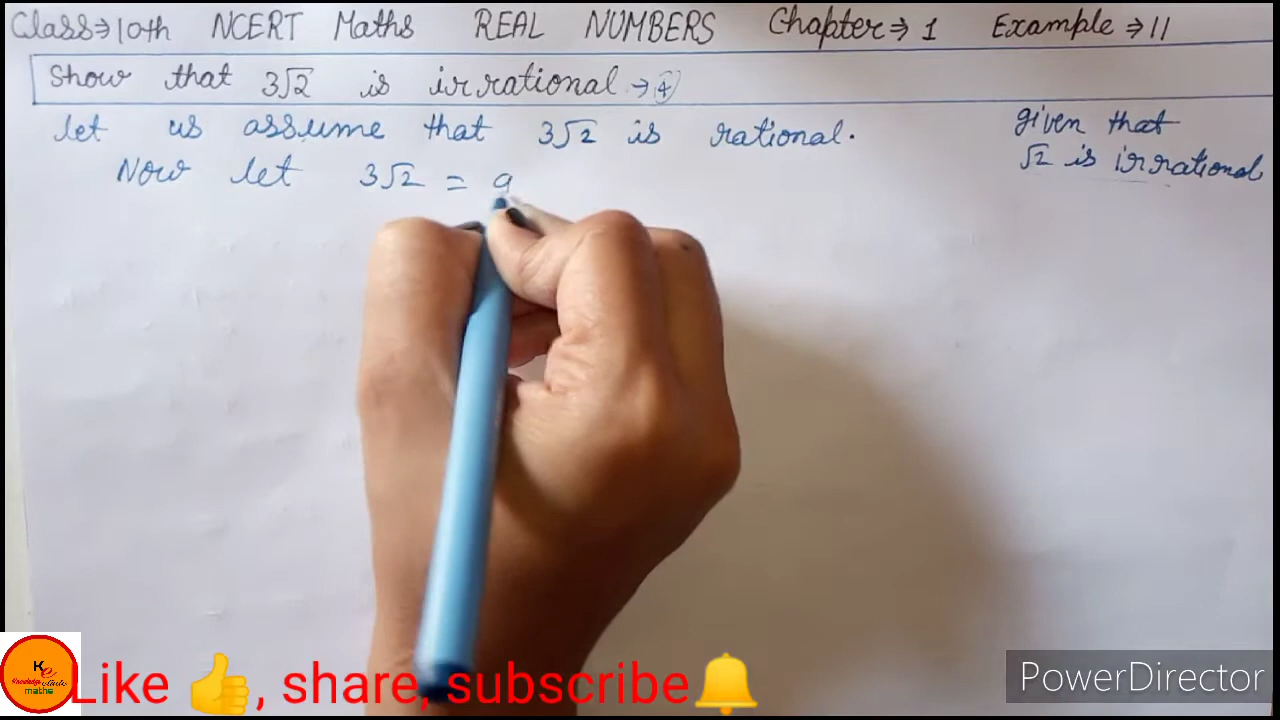 Class⇒10th NCERT Maths REAL NUMBERS Chapter⇒1 Example⇒11
Show that 3√2 is irrational → 4
let us assume that 3√2 is rational.
Now let 3√2 = a
given that
√2 is irrational
Ke
maths
Like 👍, share, subscribe🔔
PowerDirector